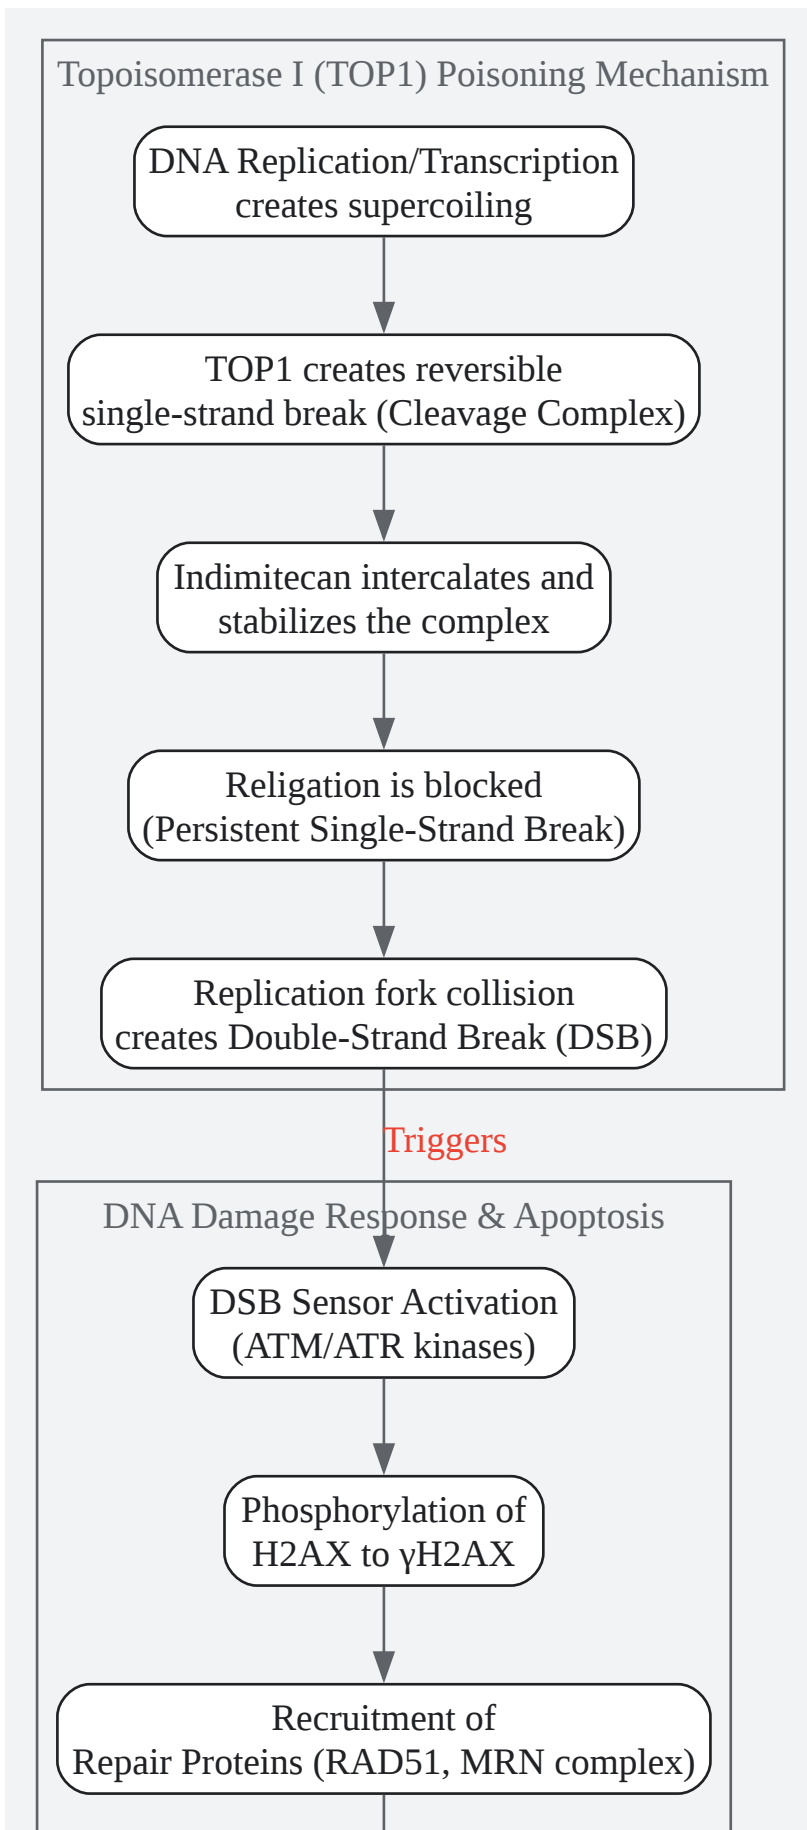 Topoisomerase I (TOP1) Poisoning Mechanism
DNA Replication/Transcription
creates supercoiling
TOP1 creates reversible
single-strand break (Cleavage Complex)
Indimitecan intercalates and
stabilizes the complex
Religation is blocked
(Persistent Single-Strand Break)
Replication fork collision
creates Double-Strand Break (DSB)
Triggers
DNA Damage Response & Apoptosis
DSB Sensor Activation
(ATM/ATR kinases)
Phosphorylation of
H2AX to γH2AX
Recruitment of
Repair Proteins (RAD51, MRN complex)